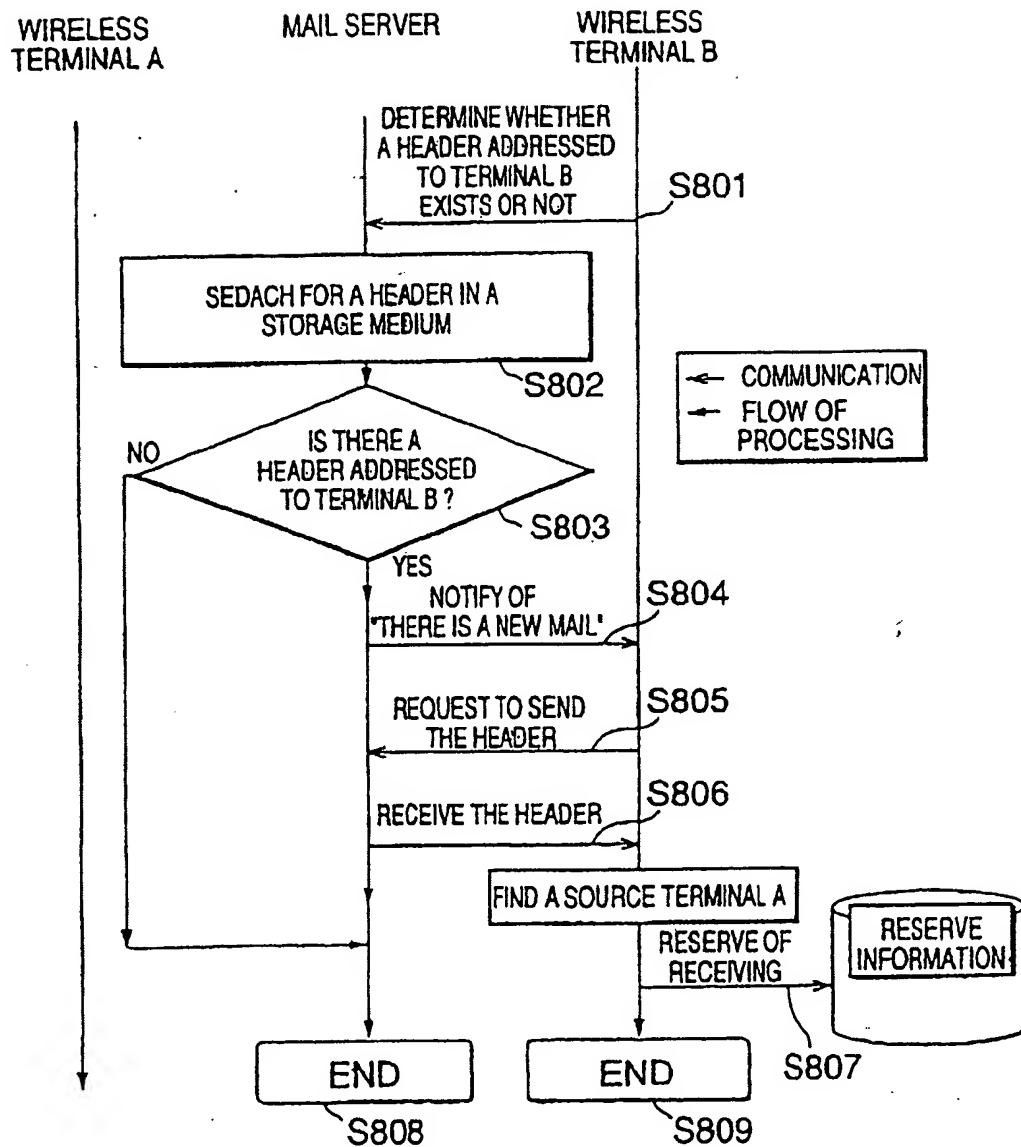 WIRELESS
TERMINAL A
MAIL SERVER
WIRELESS
TERMINAL B
DETERMINE WHETHER
A HEADER ADDRESSED
TO TERMINAL B
EXISTS OR NOT
S801
SEDACH FOR A HEADER IN A
STORAGE MEDIUM
S802
COMMUNICATION
FLOW OF
PROCESSING
NO
IS THERE A
HEADER ADDRESSED
TO TERMINAL B ?
S803
YES
NOTIFY OF
"THERE IS A NEW MAIL"
S804
REQUEST TO SEND
THE HEADER
S805
RECEIVE THE HEADER
S806
FIND A SOURCE TERMINAL A
RESERVE OF
RECEIVING
RESERVE
INFORMATION
S807
END
END
S808
S809